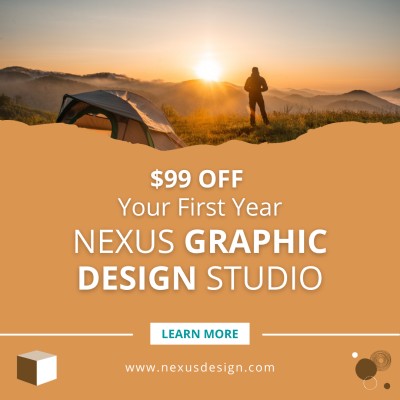 $99 OFF
Your First Year
NEXUS GRAPHIC
DESIGN STUDIO
LEARN MORE
www.nexusdesign.com